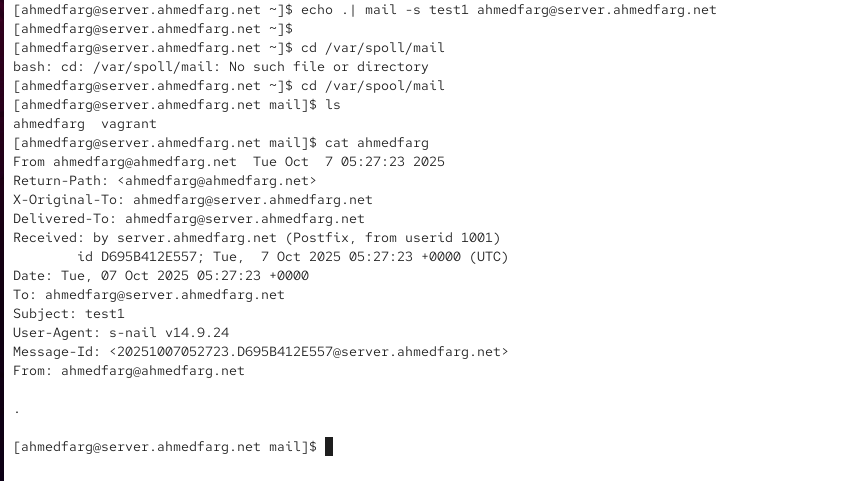 [ahmedfarg@server.ahmedfarg.net ~]$ echo .| mail -s test1 ahmedfarg@server.ahmedfarg.net
[ahmedfarg@server.ahmedfarg.net ~]$
[ahmedfarg@server.ahmedfarg.net ~]$ cd /var/spoll/mail
bash: cd: /var/spoll/mail: No such file or directory
[ahmedfarg@server.ahmedfarg.net ~]$ cd /var/spool/mail
[ahmedfarg@server.ahmedfarg.net mail]$ ls
ahmedfarg  vagrant
[ahmedfarg@server.ahmedfarg.net mail]$ cat ahmedfarg
From ahmedfarg@ahmedfarg.net  Tue Oct  7 05:27:23 2025
Return-Path: <ahmedfarg@ahmedfarg.net>
X-Original-To: ahmedfarg@server.ahmedfarg.net
Delivered-To: ahmedfarg@server.ahmedfarg.net
Received: by server.ahmedfarg.net (Postfix, from userid 1001)
        id D695B412E557; Tue,  7 Oct 2025 05:27:23 +0000 (UTC)
Date: Tue, 07 Oct 2025 05:27:23 +0000
To: ahmedfarg@server.ahmedfarg.net
Subject: test1
User-Agent: s-nail v14.9.24
Message-Id: <20251007052723.D695B412E557@server.ahmedfarg.net>
From: ahmedfarg@ahmedfarg.net

.

[ahmedfarg@server.ahmedfarg.net mail]$